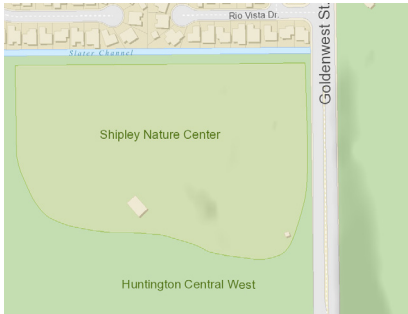 Rio Vista Dr.
Goldenwest St.
Slater Channel
Shipley Nature Center
Huntington Central West